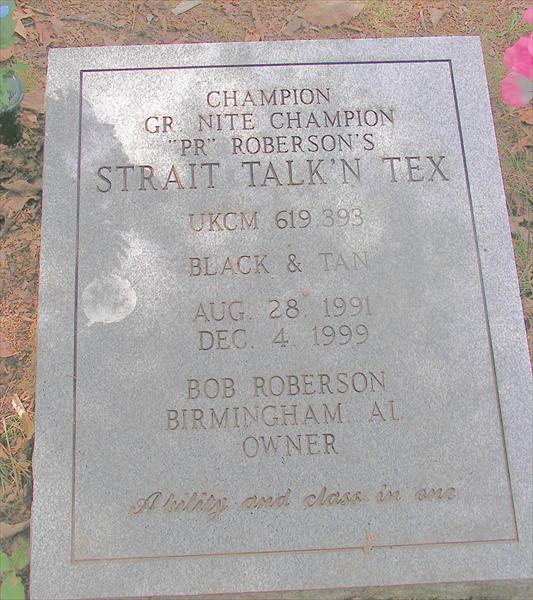 CHAMPION
GR. NITE CHAMPION
"PR" ROBERSON'S
STRAIT TALK'N TEX
UKCM 619 393
BLACK & TAN
AUG. 28, 1991
DEC. 4, 1999
BOB ROBERSON
BIRMINGHAM, AL
OWNER
Ability and class in one